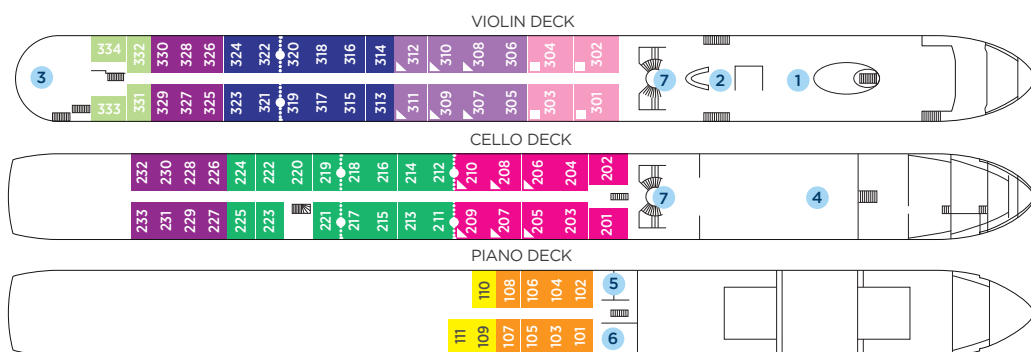 VIOLIN DECK
334 332 330 328 326 324 322 320 318 316 314 312 310 308 306 304 302
3 7 2 1
333 331 329 327 325 323 321 319 317 315 313 311 309 307 305 303 301
CELLO DECK
232 230 228 226 224 222 220 219 218 216 214 212 210 208 206 204 202
7 4
233 231 229 227 225 223 221 217 215 213 211 209 207 205 203 201
PIANO DECK
110 108 106 104 102 5
111 109 107 105 103 101 6